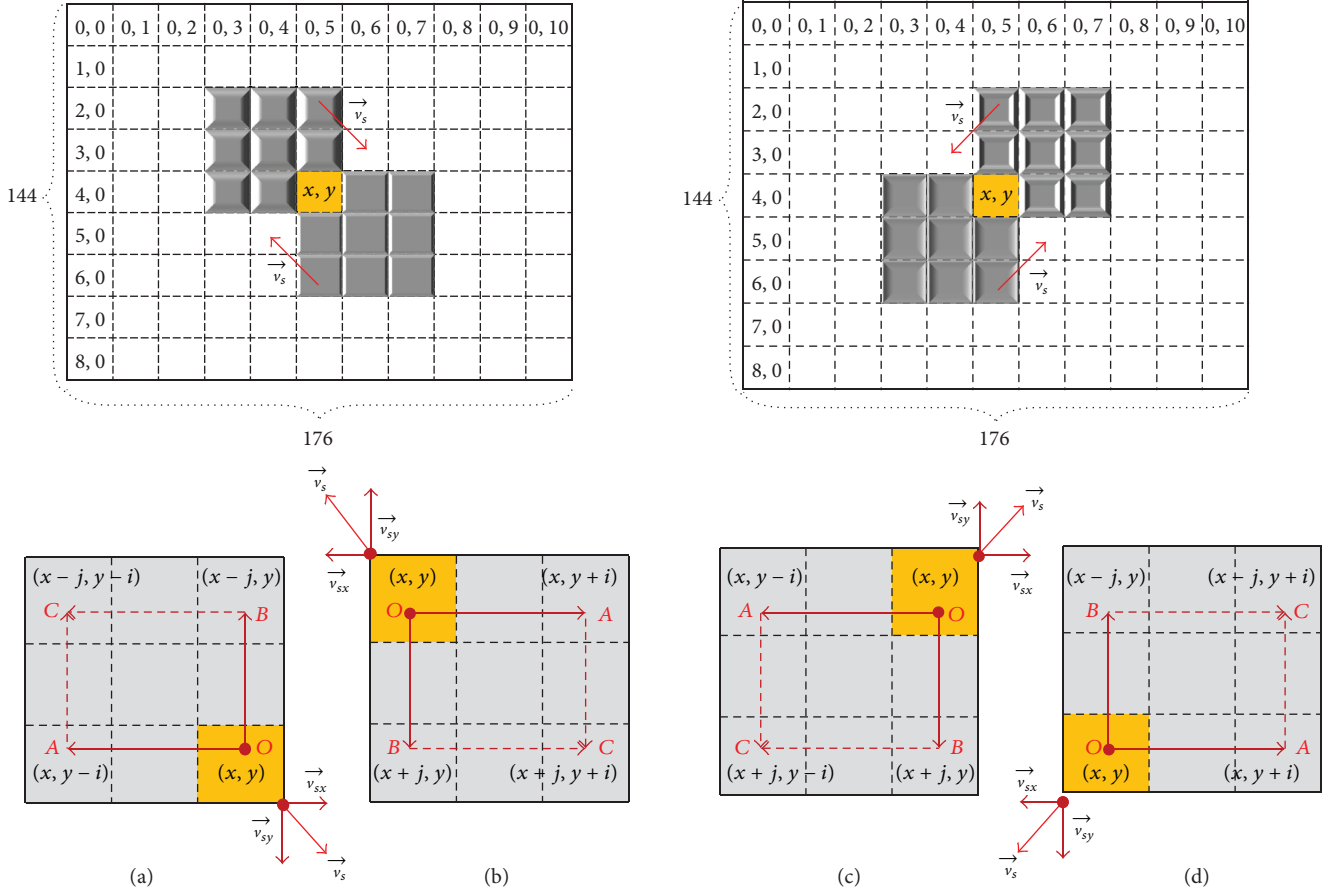 0, 0 0, 1 0, 2 0, 3 0, 4 0, 5 0, 6 0, 7 0, 8 0, 9 0, 10
1, 0
2, 0
v_s
3, 0
144
4, 0 x, y
5, 0
v_s
6, 0
7, 0
8, 0
176
0, 0 0, 1 0, 2 0, 3 0, 4 0, 5 0, 6 0, 7 0, 8 0, 9 0, 10
1, 0
2, 0
v_s
3, 0
144
4, 0 x, y
5, 0
6, 0
v_s
7, 0
8, 0
176
(x − j, y − i) (x − j, y)
C B
A O
(x, y − i) (x, y)
v_sx
v_sy
v_s
(a)
v_s
v_sy
v_sx
(x, y) (x, y + i)
O A
B C
(x + j, y) (x + j, y + i)
(b)
v_s
v_sy
v_sx
(x, y − i) (x, y)
A O
C B
(x + j, y − i) (x + j, y)
(c)
(x − j, y) (x − j, y + i)
B C
O A
(x, y) (x, y + i)
v_sx
v_sy
v_s
(d)